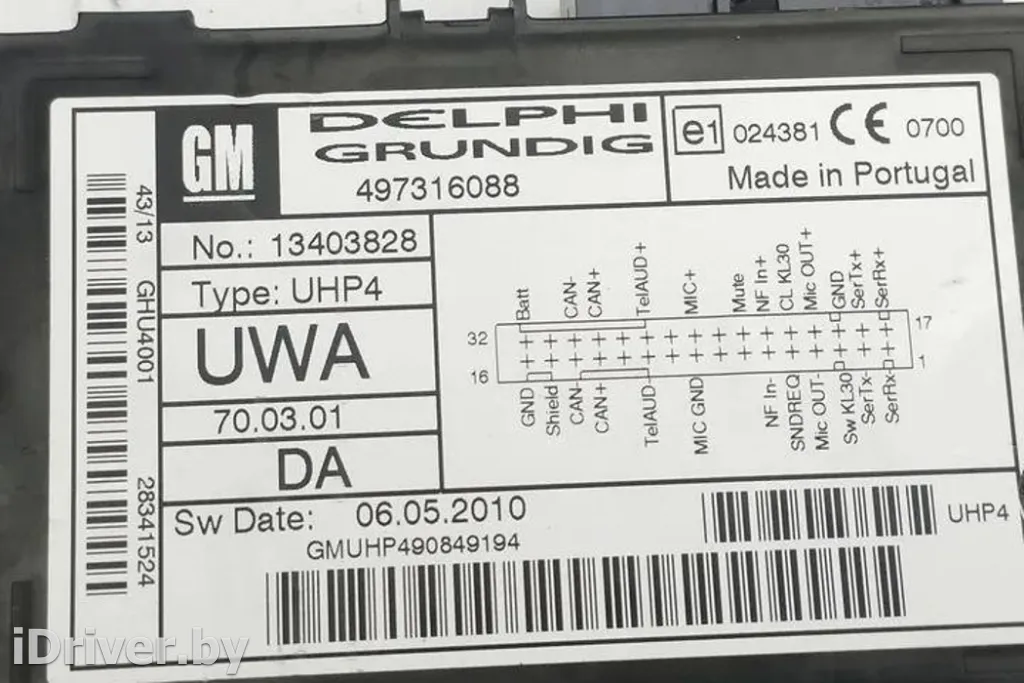 GM
DELPHI
GRUNDIG
497316088
e1 024381 CE 0700
Made in Portugal
43/13 GHU4001 28341524
No.: 13403828
Type: UHP4
UWA
70.03.01
DA
Batt CAN- CAN+ TelAUD+ MIC+ Mute NF In+ CL KL30 Mic OUT+ GND SerTx+ SerRx+
32 17
16 1
GND Shield CAN- CAN+ TelAUD- MIC GND NF In- SNDREQ Mic OUT- Sw KL30 SerTx- SerRx-
Sw Date: 06.05.2010
GMUHP490849194
UHP4
iDriver.by